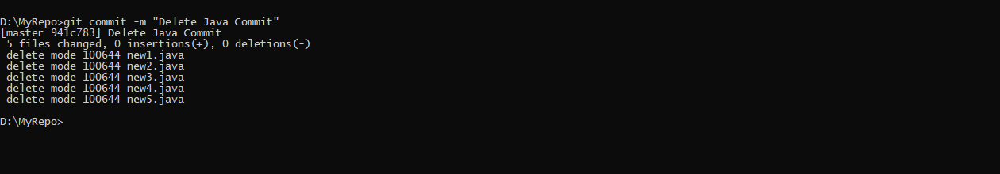 D:\MyRepo>git commit -m "Delete Java Commit"
[master 941c783] Delete Java Commit
 5 files changed, 0 insertions(+), 0 deletions(-)
 delete mode 100644 new1.java
 delete mode 100644 new2.java
 delete mode 100644 new3.java
 delete mode 100644 new4.java
 delete mode 100644 new5.java
D:\MyRepo>